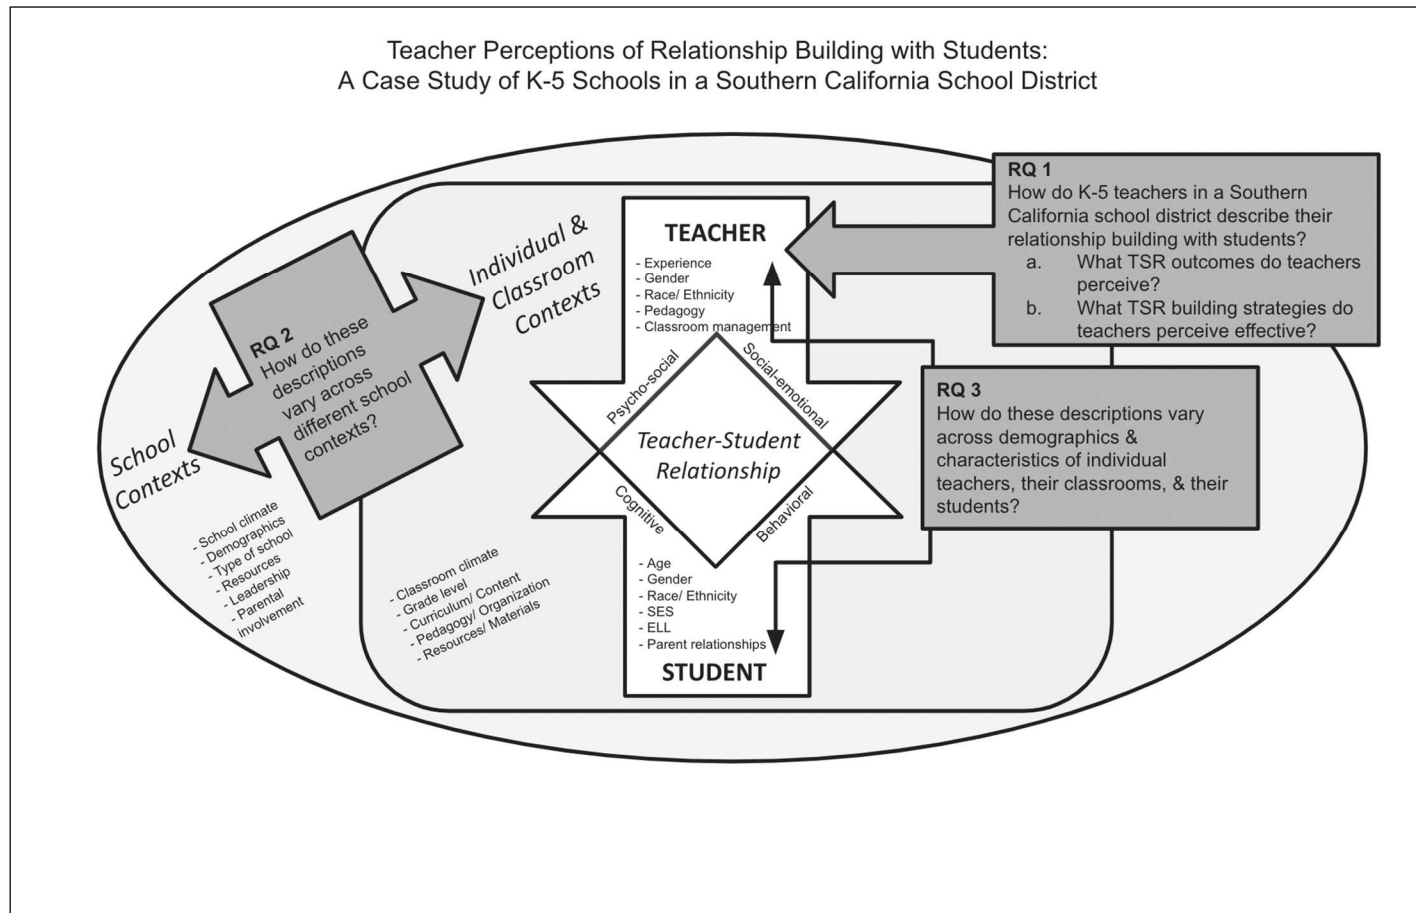 Teacher Perceptions of Relationship Building with Students:
A Case Study of K-5 Schools in a Southern California School District
RQ 1
How do K-5 teachers in a Southern
California school district describe their
relationship building with students?
a. What TSR outcomes do teachers
perceive?
b. What TSR building strategies do
teachers perceive effective?
Individual &
Classroom
Contexts
TEACHER
- Experience
- Gender
- Race/ Ethnicity
- Pedagogy
- Classroom management
RQ 2
How do these
descriptions
vary across
different school
contexts?
Psycho-social
Social-emotional
Teacher-Student
Relationship
Cognitive
Behavioral
RQ 3
How do these descriptions vary
across demographics &
characteristics of individual
teachers, their classrooms, & their
students?
School
Contexts
- School climate
- Demographics
- Type of school
- Resources
- Leadership
- Parental
involvement
- Classroom climate
- Grade level
- Curriculum/ Content
- Pedagogy/ Organization
- Resources/ Materials
- Age
- Gender
- Race/ Ethnicity
- SES
- ELL
- Parent relationships
STUDENT